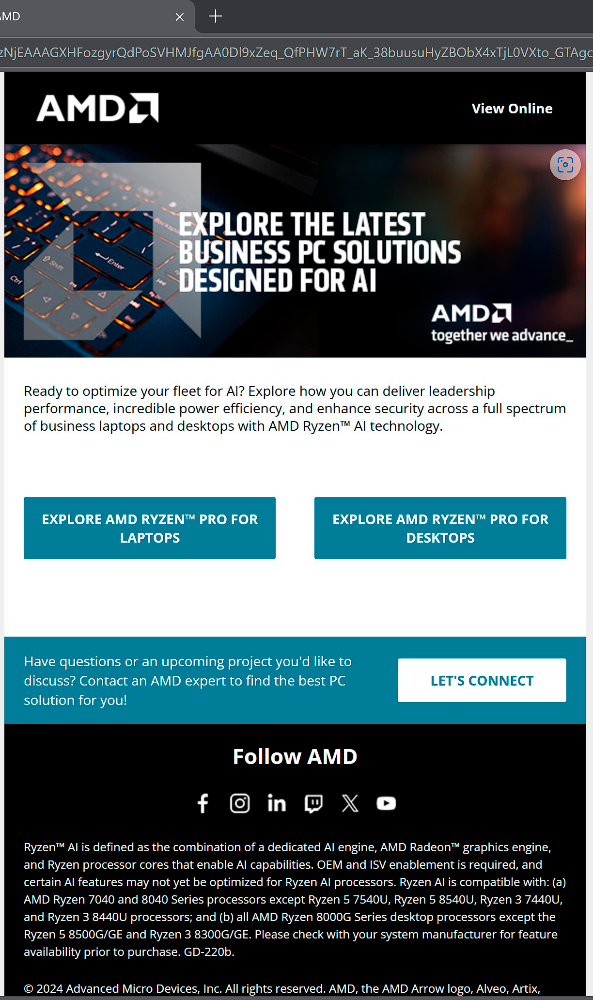 AMD
zNjEAAAGXHFozgyrQdPoSVHMJfgAA0Dl9xZeq_QfPHW7rT_aK_38buusuHyZBObX4xTjL0VXto_GTAgc
AMD
View Online
Backspace
? +
Shift
Enter
Ctrl
Ins
Pg Dn
End
EXPLORE THE LATEST
BUSINESS PC SOLUTIONS
DESIGNED FOR AI
AMD
together we advance_
Ready to optimize your fleet for AI? Explore how you can deliver leadership
performance, incredible power efficiency, and enhance security across a full spectrum
of business laptops and desktops with AMD Ryzen™ AI technology.
EXPLORE AMD RYZEN™ PRO FOR
LAPTOPS
EXPLORE AMD RYZEN™ PRO FOR
DESKTOPS
Have questions or an upcoming project you'd like to
discuss? Contact an AMD expert to find the best PC
solution for you!
LET'S CONNECT
Follow AMD
Ryzen™ AI is defined as the combination of a dedicated AI engine, AMD Radeon™ graphics engine,
and Ryzen processor cores that enable AI capabilities. OEM and ISV enablement is required, and
certain AI features may not yet be optimized for Ryzen AI processors. Ryzen AI is compatible with: (a)
AMD Ryzen 7040 and 8040 Series processors except Ryzen 5 7540U, Ryzen 5 8540U, Ryzen 3 7440U,
and Ryzen 3 8440U processors; and (b) all AMD Ryzen 8000G Series desktop processors except the
Ryzen 5 8500G/GE and Ryzen 3 8300G/GE. Please check with your system manufacturer for feature
availability prior to purchase. GD-220b.
© 2024 Advanced Micro Devices, Inc. All rights reserved. AMD, the AMD Arrow logo, Alveo, Artix,